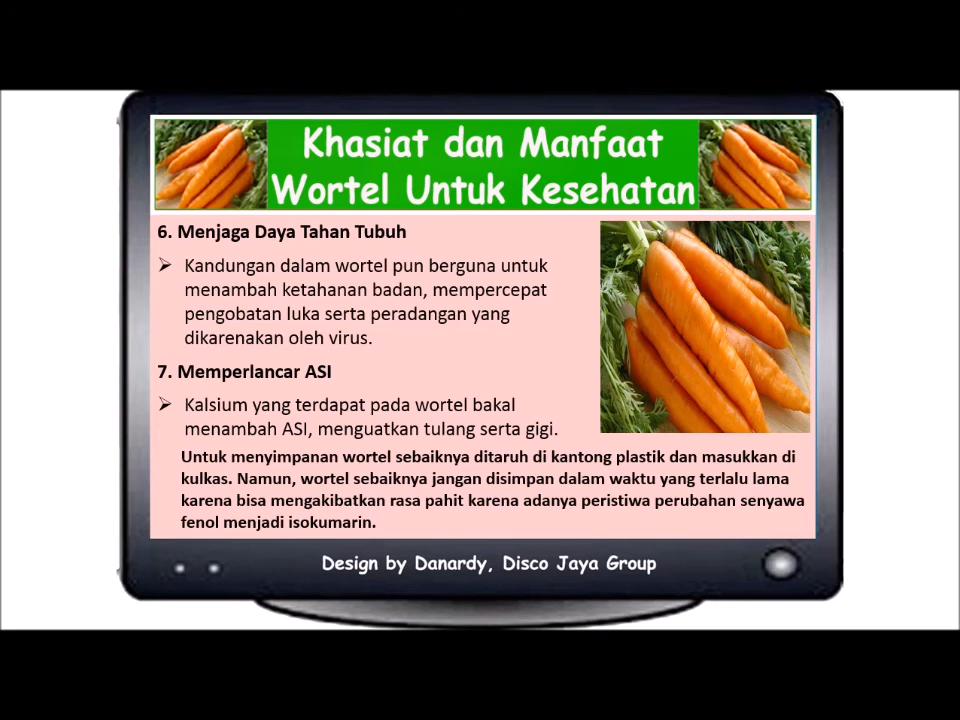 Khasiat dan Manfaat
Wortel Untuk Kesehatan
6. Menjaga Daya Tahan Tubuh
➢ Kandungan dalam wortel pun berguna untuk
menambah ketahanan badan, mempercepat
pengobatan luka serta peradangan yang
dikarenakan oleh virus.
7. Memperlancar ASI
➢ Kalsium yang terdapat pada wortel bakal
menambah ASI, menguatkan tulang serta gigi.
Untuk menyimpanan wortel sebaiknya ditaruh di kantong plastik dan masukkan di
kulkas. Namun, wortel sebaiknya jangan disimpan dalam waktu yang terlalu lama
karena bisa mengakibatkan rasa pahit karena adanya peristiwa perubahan senyawa
fenol menjadi isokumarin.
Design by Danardy, Disco Jaya Group